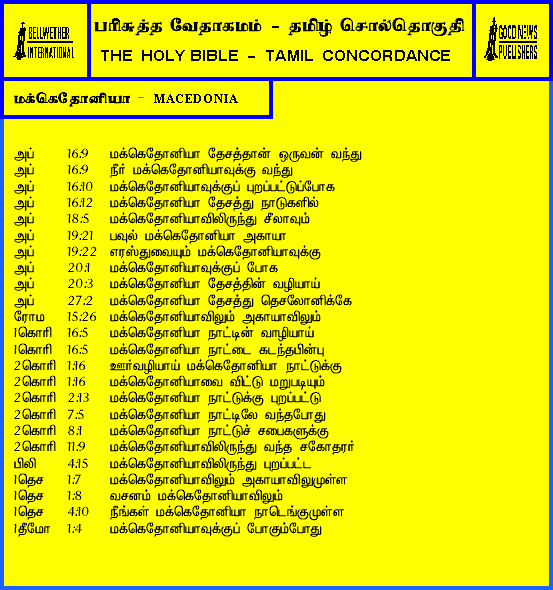 BELLWETHER
INTERNATIONAL
பரிசுத்த வேதாகமம் - தமிழ் சொல்தொகுதி
THE HOLY BIBLE - TAMIL CONCORDANCE
GOOD NEWS
PUBLISHERS
மக்கெதோனியா - MACEDONIA
அப் 16:9 மக்கெதோனியா தேசத்தான் ஒருவன் வந்து
அப் 16:9 நீர் மக்கெதோனியாவுக்கு வந்து
அப் 16:10 மக்கெதோனியாவுக்குப் புறப்பட்டுப்போக
அப் 16:12 மக்கெதோனியா தேசத்து நாடுகளில்
அப் 18:5 மக்கெதோனியாவிலிருந்து சீலாவும்
அப் 19:21 பவுல் மக்கெதோனியா அகாயா
அப் 19:22 எரஸ்துவையும் மக்கெதோனியாவுக்கு
அப் 20:1 மக்கெதோனியாவுக்குப் போக
அப் 20:3 மக்கெதோனியா தேசத்தின் வழியாய்
அப் 27:2 மக்கெதோனியா தேசத்து தெசலோனிக்கே
ரோம 15:26 மக்கெதோனியாவிலும் அகாயாவிலும்
1கொரி 16:5 மக்கெதோனியா நாட்டின் வாழியாய்
1கொரி 16:5 மக்கெதோனியா நாட்டை கடந்தபின்பு
2கொரி 1:16 ஊர்வழியாய் மக்கெதோனியா நாட்டுக்கு
2கொரி 1:16 மக்கெதோனியாவை விட்டு மறுபடியும்
2கொரி 2:13 மக்கெதோனியா நாட்டுக்கு புறப்பட்டு
2கொரி 7:5 மக்கெதோனியா நாட்டிலே வந்தபோது
2கொரி 8:1 மக்கெதோனியா நாட்டுச் சபைகளுக்கு
2கொரி 11:9 மக்கெதோனியாவிலிருந்து வந்த சகோதரர்
பிலி 4:15 மக்கெதோனியாவிலிருந்து புறப்பட்ட
1தெச 1:7 மக்கெதோனியாவிலும் அகாயாவிலுமுள்ள
1தெச 1:8 வசனம் மக்கெதோனியாவிலும்
1தெச 4:10 நீங்கள் மக்கெதோனியா நாடெங்குமுள்ள
1தீமோ 1:4 மக்கெதோனியாவுக்குப் போகும்போது